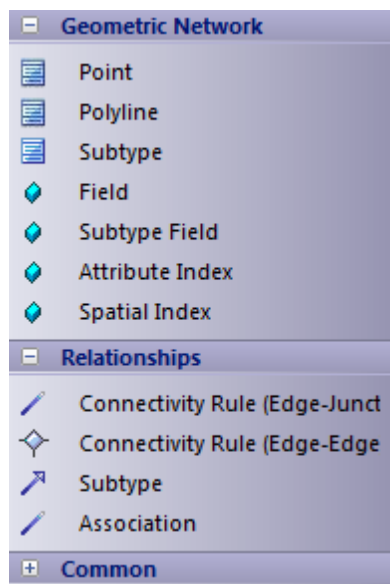 Geometric Network
Point
Polyline
Subtype
Field
Subtype Field
Attribute Index
Spatial Index
Relationships
Connectivity Rule (Edge-Junct
Connectivity Rule (Edge-Edge
Subtype
Association
Common